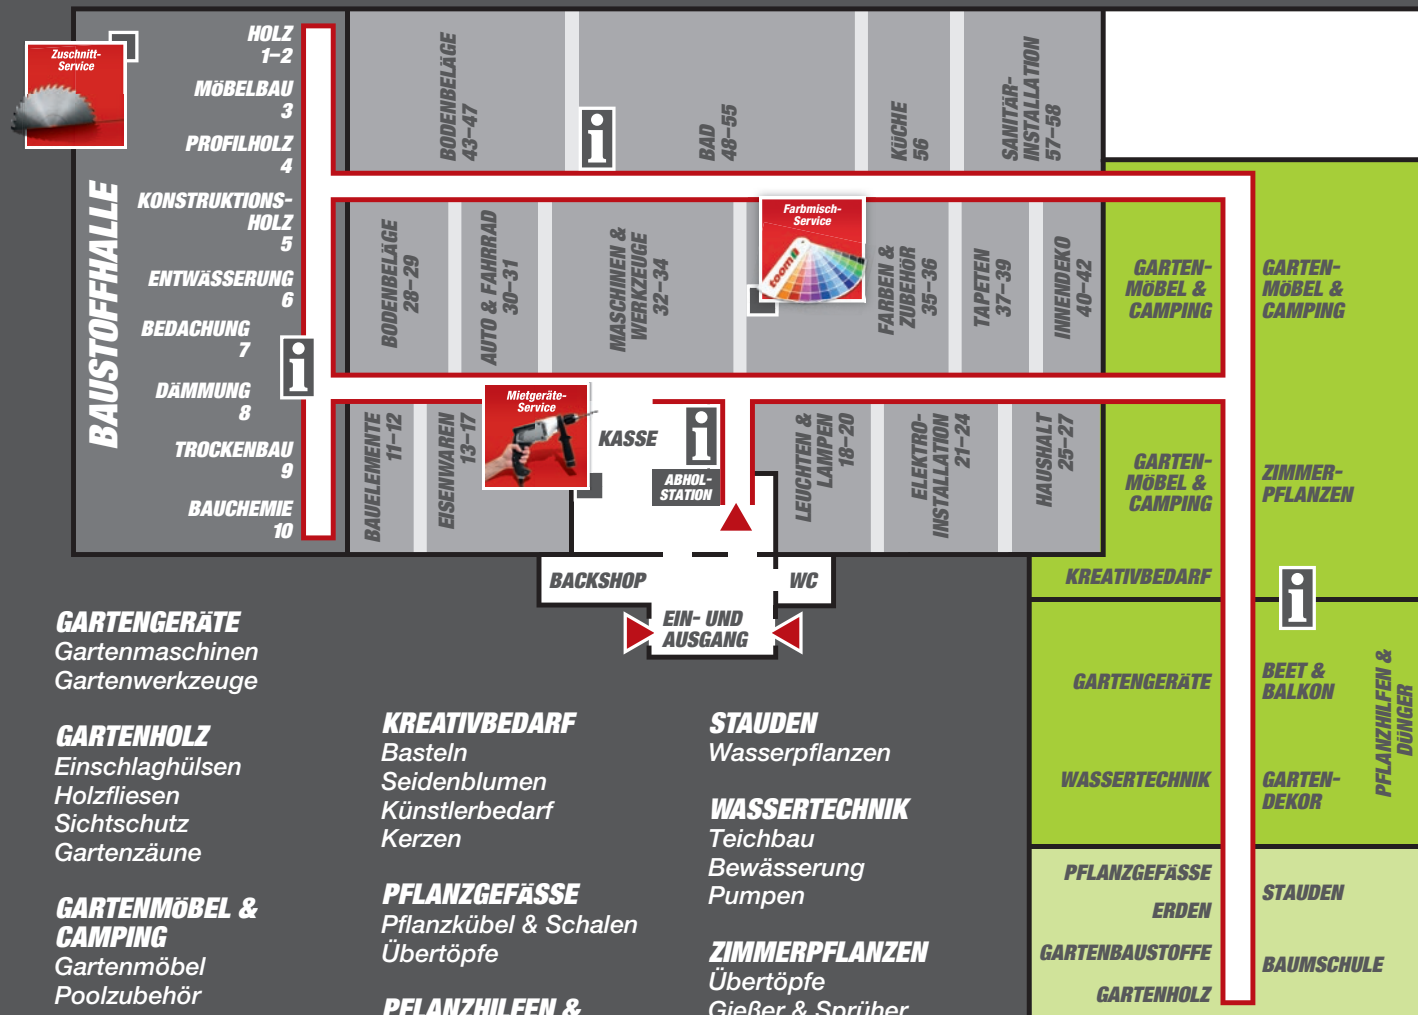 Zuschnitt-
Service
BAUSTOFFHALLE
HOLZ
1–2
MÖBELBAU
3
PROFILHOLZ
4
KONSTRUKTIONS-
HOLZ
5
ENTWÄSSERUNG
6
BEDACHUNG
7
DÄMMUNG
8
TROCKENBAU
9
BAUCHEMIE
10
BODENBELÄGE
43–47
BAD
48–55
KÜCHE
56
SANITÄR-
INSTALLATION
57–58
i
BODENBELÄGE
28–29
AUTO & FAHRRAD
30–31
MASCHINEN &
WERKZEUGE
32–34
Farbmisch-
Service
toom
FARBEN &
ZUBEHÖR
35–36
TAPETEN
37–39
INNENDEKO
40–42
GARTEN-
MÖBEL &
CAMPING
GARTEN-
MÖBEL &
CAMPING
i
BAUELEMENTE
11–12
EISENWAREN
13–17
Mietgeräte-
Service
KASSE
i
ABHOL-
STATION
LEUCHTEN &
LAMPEN
18–20
ELEKTRO-
INSTALLATION
21–24
HAUSHALT
25–27
GARTEN-
MÖBEL &
CAMPING
ZIMMER-
PFLANZEN
BACKSHOP
WC
EIN- UND
AUSGANG
KREATIVBEDARF
i
GARTENGERÄTE
BEET &
BALKON
PFLANZHILFEN &
DÜNGER
WASSERTECHNIK
GARTEN-
DEKOR
PFLANZGEFÄSSE
STAUDEN
ERDEN
GARTENBAUSTOFFE
BAUMSCHULE
GARTENHOLZ
GARTENGERÄTE
Gartenmaschinen
Gartenwerkzeuge
GARTENHOLZ
Einschlaghülsen
Holzfliesen
Sichtschutz
Gartenzäune
GARTENMÖBEL &
CAMPING
Gartenmöbel
Poolzubehör
KREATIVBEDARF
Basteln
Seidenblumen
Künstlerbedarf
Kerzen
PFLANZGEFÄSSE
Pflanzkübel & Schalen
Übertöpfe
PFLANZHILFEN &
STAUDEN
Wasserpflanzen
WASSERTECHNIK
Teichbau
Bewässerung
Pumpen
ZIMMERPFLANZEN
Übertöpfe
Gießer & Sprüher